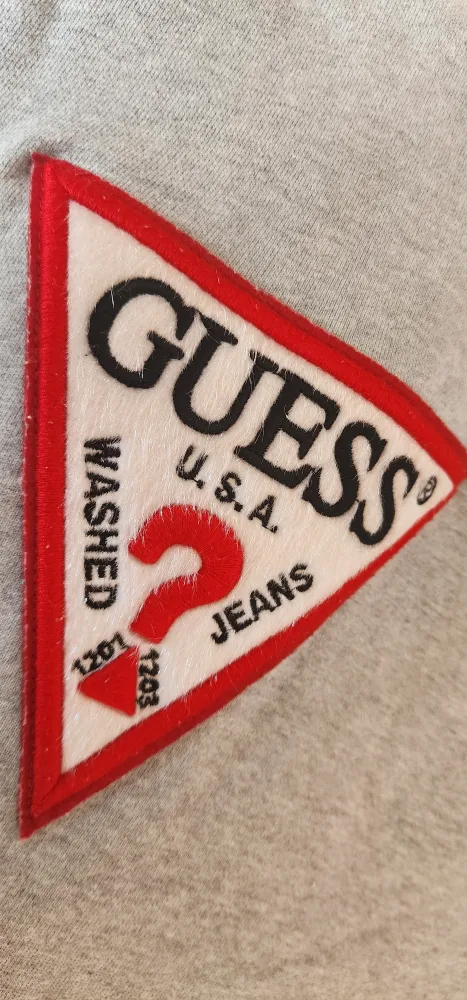 GUESS®
U.S.A.
WASHED
?
JEANS
1201
1203